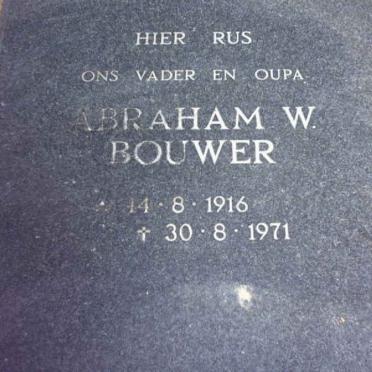 HIER RUS
ONS VADER EN OUPA
ABRAHAM W.
BOUWER
* 14·8·1916
† 30·8·1971